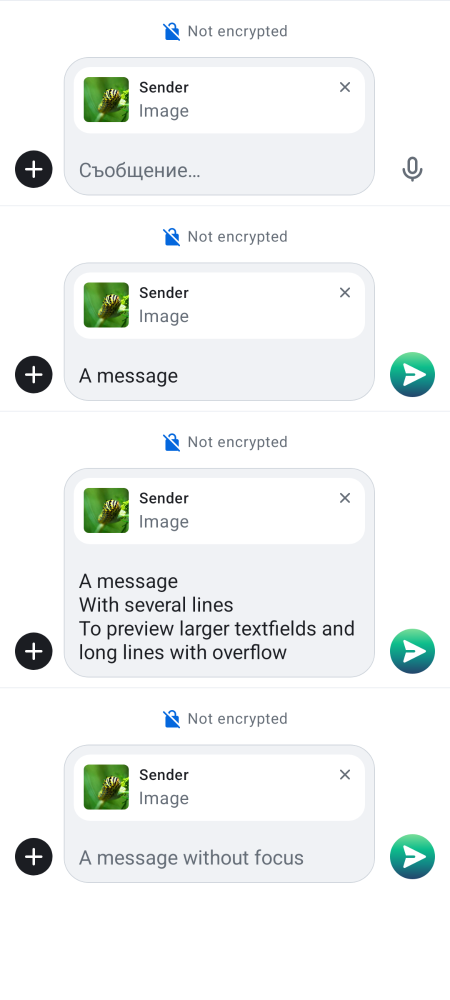 Not encrypted
Sender
Image
Съобщение…
Not encrypted
Sender
Image
A message
Not encrypted
Sender
Image
A message
With several lines
To preview larger textfields and
long lines with overflow
Not encrypted
Sender
Image
A message without focus